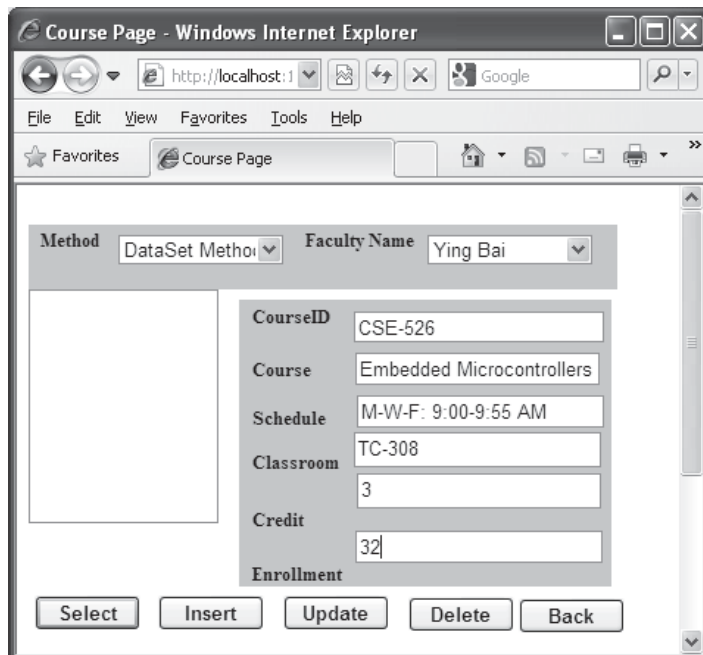 Course Page - Windows Internet Explorer
http://localhost:1
Google
File Edit View Favorites Tools Help
Favorites
Course Page
Method
DataSet Metho
Faculty Name
Ying Bai
CourseID
CSE-526
Course
Embedded Microcontrollers
Schedule
M-W-F: 9:00-9:55 AM
Classroom
TC-308
Credit
3
Enrollment
32
Select Insert Update Delete Back